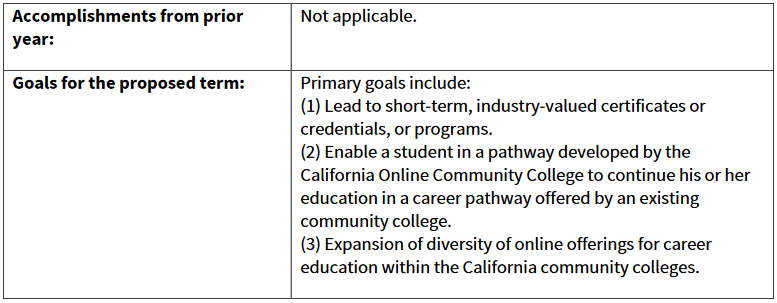 Accomplishments from prior
year:
Not applicable.
Goals for the proposed term:
Primary goals include:
(1) Lead to short-term, industry-valued certificates or
credentials, or programs.
(2) Enable a student in a pathway developed by the
California Online Community College to continue his or her
education in a career pathway offered by an existing
community college.
(3) Expansion of diversity of online offerings for career
education within the California community colleges.